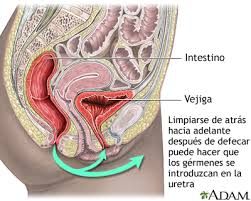 Intestino
Vejiga
Limpiarse de atrás
hacia adelante
después de defecar
puede hacer que
los gérmenes se
introduzcan en la
uretra
ADAM.